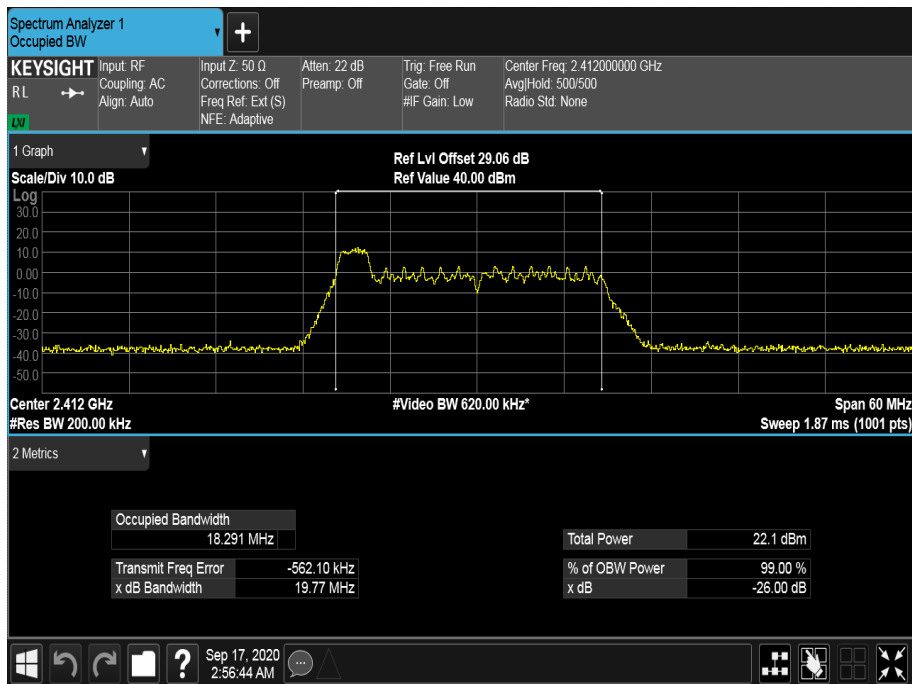 Spectrum Analyzer 1
Occupied BW
+
KEYSIGHT
RL
LXI
Input: RF
Coupling: AC
Align: Auto
Input Z: 50 Ω
Corrections: Off
Freq Ref: Ext (S)
NFE: Adaptive
Atten: 22 dB
Preamp: Off
Trig: Free Run
Gate: Off
#IF Gain: Low
Center Freq: 2.412000000 GHz
Avg|Hold: 500/500
Radio Std: None
1 Graph
Ref Lvl Offset 29.06 dB
Scale/Div 10.0 dB
Ref Value 40.00 dBm
Log
30.0
20.0
10.0
0.00
-10.0
-20.0
-30.0
-40.0
-50.0
Center 2.412 GHz
#Video BW 620.00 kHz*
Span 60 MHz
#Res BW 200.00 kHz
Sweep 1.87 ms (1001 pts)
2 Metrics
Occupied Bandwidth
18.291 MHz
Total Power 22.1 dBm
Transmit Freq Error -562.10 kHz
% of OBW Power 99.00 %
x dB Bandwidth 19.77 MHz
x dB -26.00 dB
?
Sep 17, 2020
2:56:44 AM